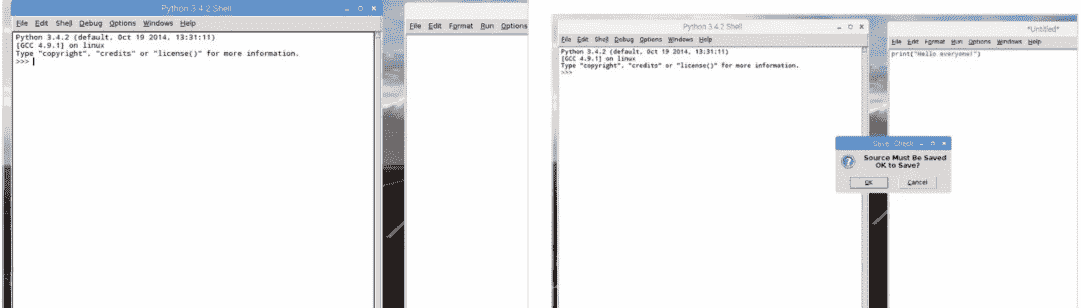 Python 3.4.2 Shell
File Edit Shell Debug Options Windows Help
Python 3.4.2 (default, Oct 19 2014, 13:31:11)
[GCC 4.9.1] on linux
Type "copyright", "credits" or "license()" for more information.
>>>
File Edit Format Run Options
Python 3.4.2 Shell
File Edit Shell Debug Options Windows Help
Python 3.4.2 (default, Oct 19 2014, 13:31:11)
[GCC 4.9.1] on linux
Type "copyright", "credits" or "license()" for more information.
>>>
*Untitled*
File Edit Format Run Options Windows Help
print("Hello everyone!")
Save Check
Source Must Be Saved
OK to Save?
OK Cancel